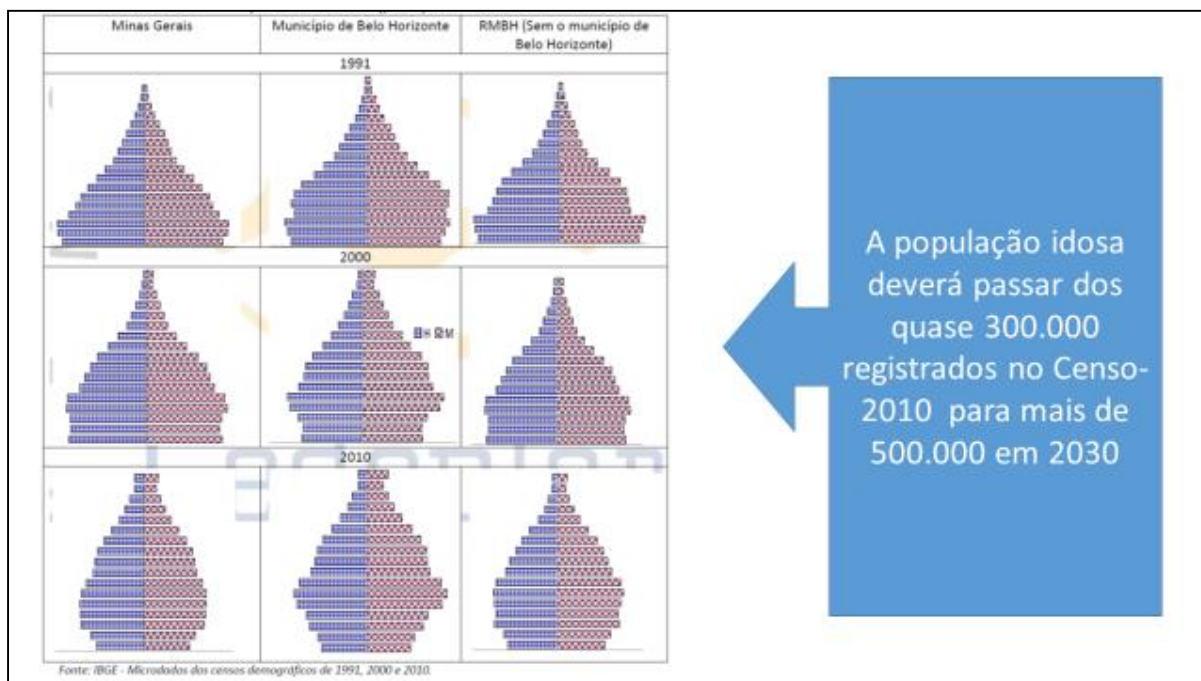 Minas Gerais
Município de Belo Horizonte
RMBH (Sem o município de
Belo Horizonte)
1991
2000
H M
2010
Fonte: IBGE - Microdados dos censos demográficos de 1991, 2000 e 2010.
A população idosa
deverá passar dos
quase 300.000
registrados no Censo-
2010 para mais de
500.000 em 2030